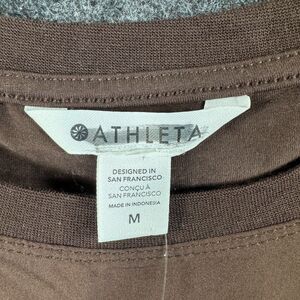 ATHLETA
DESIGNED IN
SAN FRANCISCO
CONÇU À
SAN FRANCISCO
MADE IN INDONESIA
M